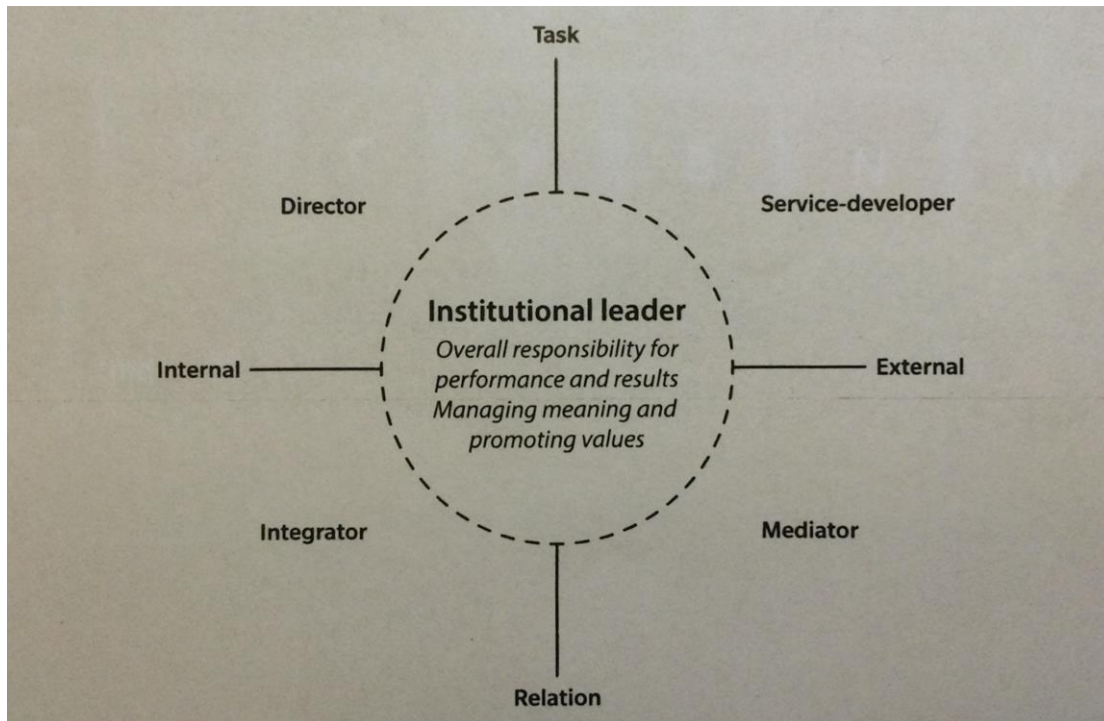 Task
Director
Service-developer
Institutional leader
Overall responsibility for
performance and results
Managing meaning and
promoting values
Internal
External
Integrator
Mediator
Relation